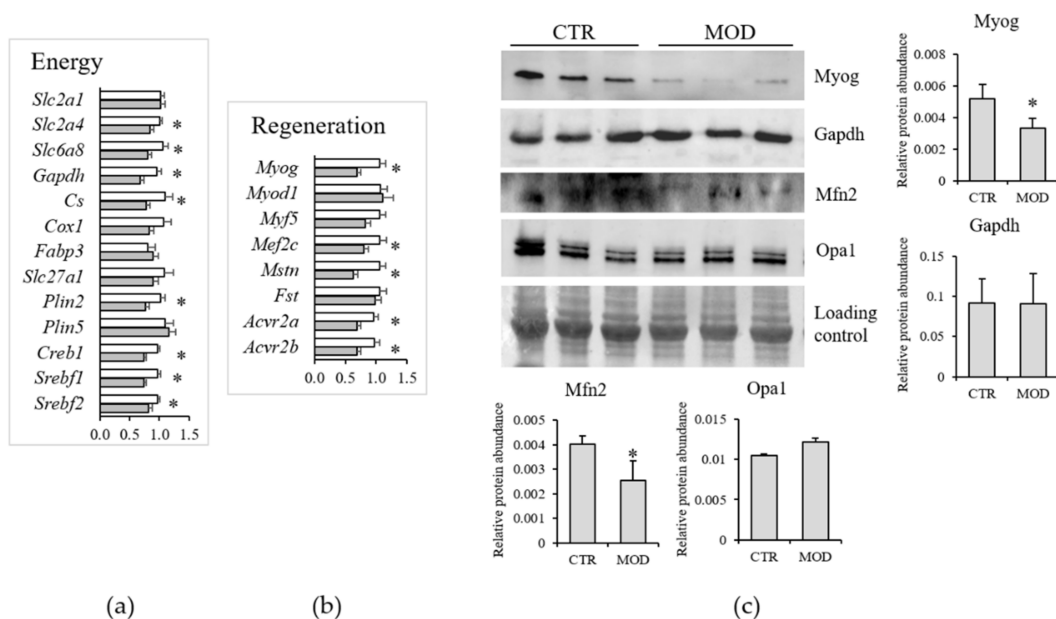 Energy
Slc2a1
Slc2a4 *
Slc6a8 *
Gapdh *
Cs *
Cox1
Fabp3
Slc27a1
Plin2 *
Plin5
Creb1 *
Srebf1 *
Srebf2 *
0.0 0.5 1.0 1.5
(a)
Regeneration
Myog *
Myod1
Myf5
Mef2c *
Mstn *
Fst
Acvr2a *
Acvr2b *
0.0 0.5 1.0 1.5
(b)
CTR MOD
Myog
Gapdh
Mfn2
Opa1
Loading
control
Myog
Relative protein abundance
0.008
0.006
0.004
0.002
0
*
CTR MOD
Gapdh
Relative protein abundance
0.15
0.1
0.05
0
CTR MOD
Mfn2
Relative protein abundance
0.005
0.004
0.003
0.002
0.001
0
*
CTR MOD
Opa1
Relative protein abundance
0.015
0.01
0.005
0
CTR MOD
(c)